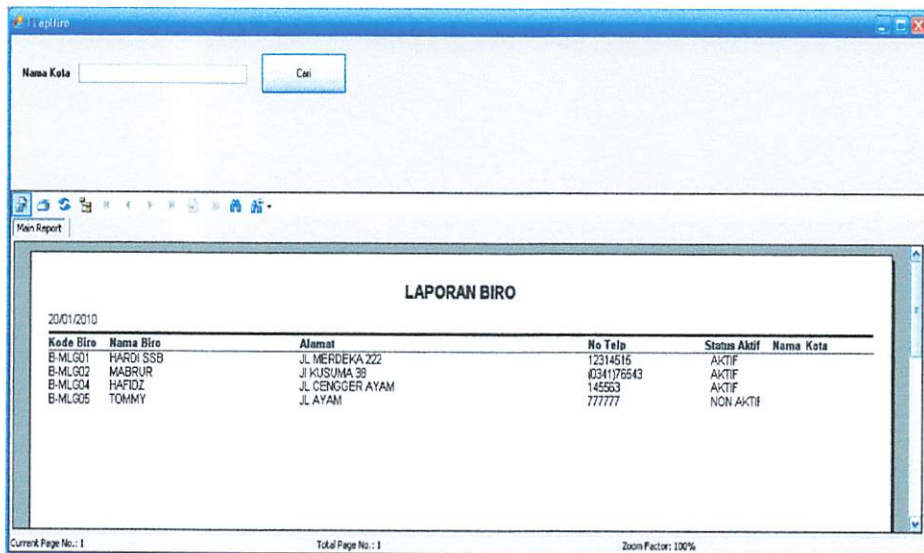 Nama Kota
Cari
Main Report
LAPORAN BIRO
20/01/2010
Kode Biro Nama Biro Alamat No Telp Status Aktif Nama Kota
B-MLG01 HARDI SSB JL MERDEKA 222 12314515 AKTIF
B-MLG02 MABRUR Jl KUSUMA 38 (0341)76543 AKTIF
B-MLG04 HAFIDZ JL CENGGER AYAM 145563 AKTIF
B-MLG05 TOMMY JL AYAM 777777 NON AKTIF
Current Page No.: 1 Total Page No.: 1 Zoom Factor: 100%